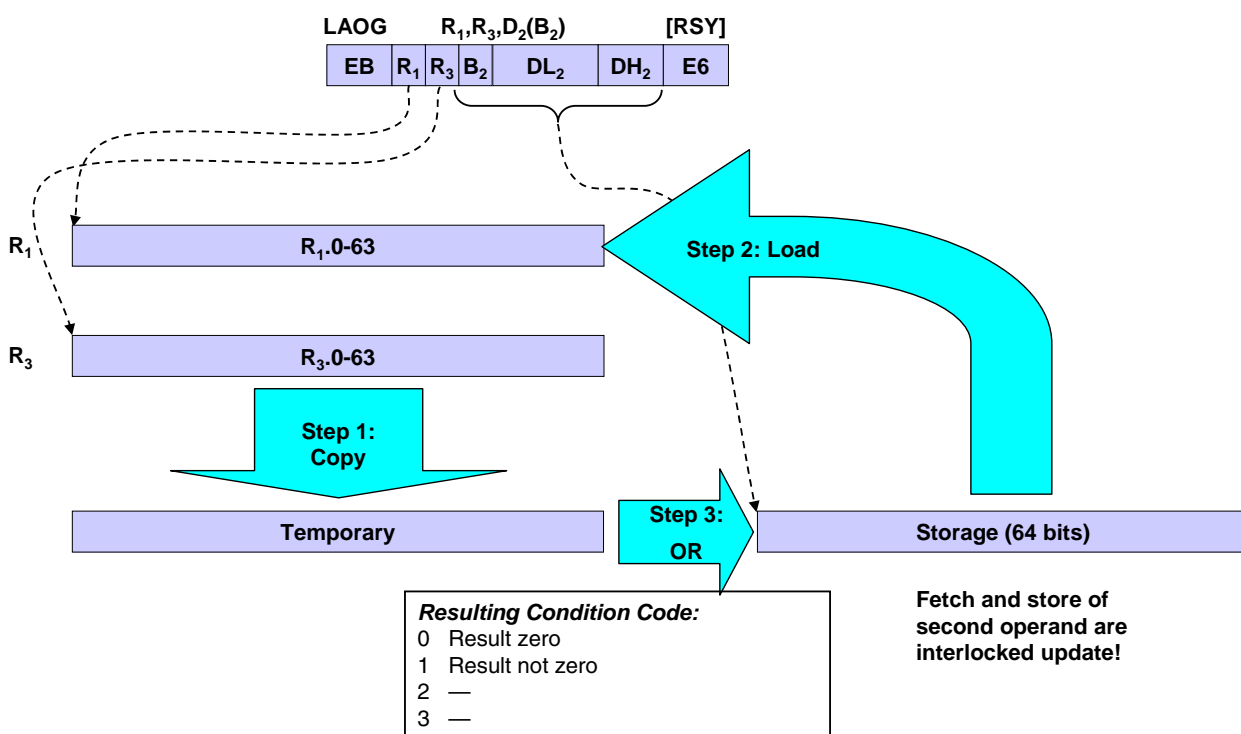 LAOG R₁,R₃,D₂(B₂) [RSY]
EB R₁ R₃ B₂ DL₂ DH₂ E6
R₁ R₁.0-63
Step 2: Load
R₃ R₃.0-63
Step 1:
Copy
Temporary
Step 3:
OR
Storage (64 bits)
Resulting Condition Code:
0 Result zero
1 Result not zero
2 —
3 —
Fetch and store of
second operand are
interlocked update!